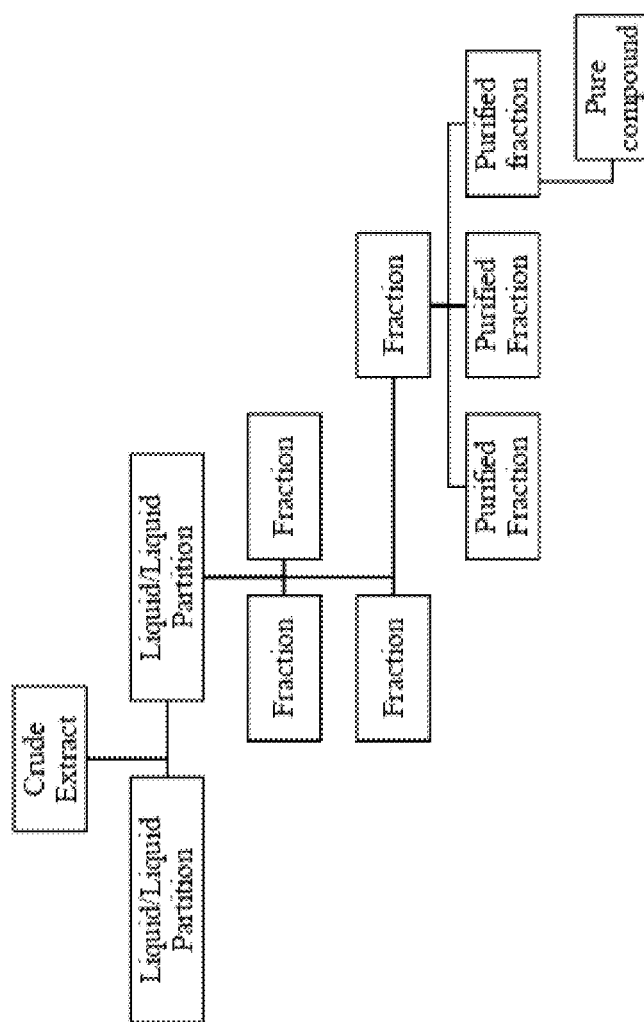 Crude
Extract
Liquid/Liquid
Partition
Liquid/Liquid
Partition
Fraction
Fraction
Fraction
Fraction
Purified
Fraction
Purified
Fraction
Purified
fraction
Pure
compound